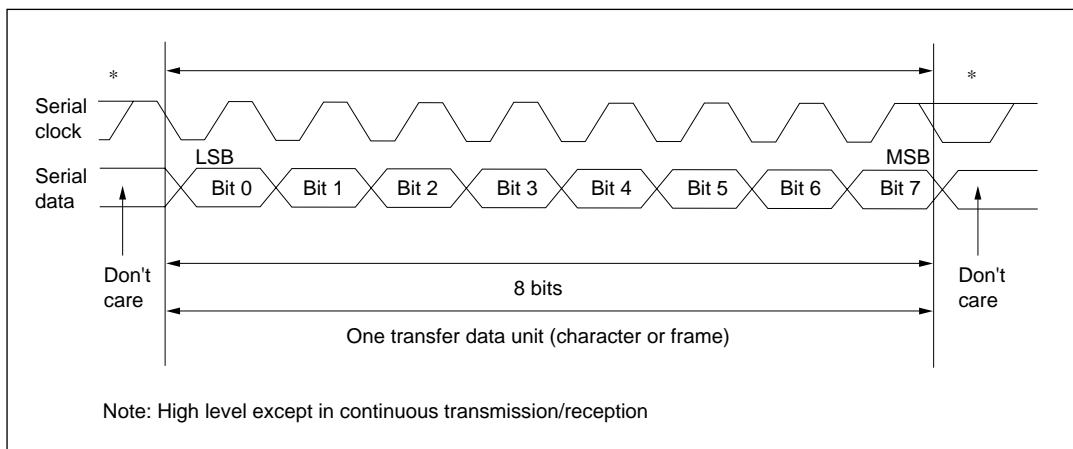 * *
Serial
clock
LSB MSB
Serial
data
Bit 0 Bit 1 Bit 2 Bit 3 Bit 4 Bit 5 Bit 6 Bit 7
Don't
care
Don't
care
8 bits
One transfer data unit (character or frame)
Note: High level except in continuous transmission/reception